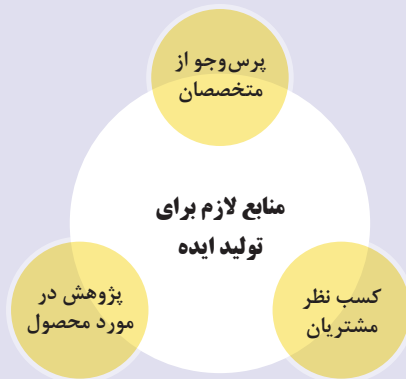 پرس‌وجو از
متخصصان
منابع لازم برای
تولید ایده
کسب نظر
مشتریان
پژوهش در
مورد محصول